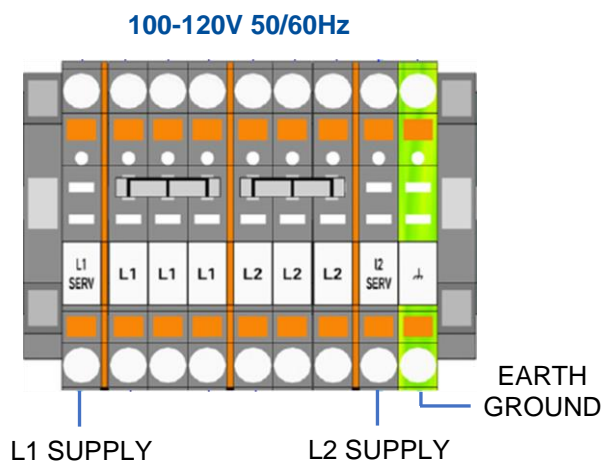 100-120V 50/60Hz
L1
SERV
L1
L1
L1
L2
L2
L2
l2
SERV
EARTH
GROUND
L1 SUPPLY
L2 SUPPLY